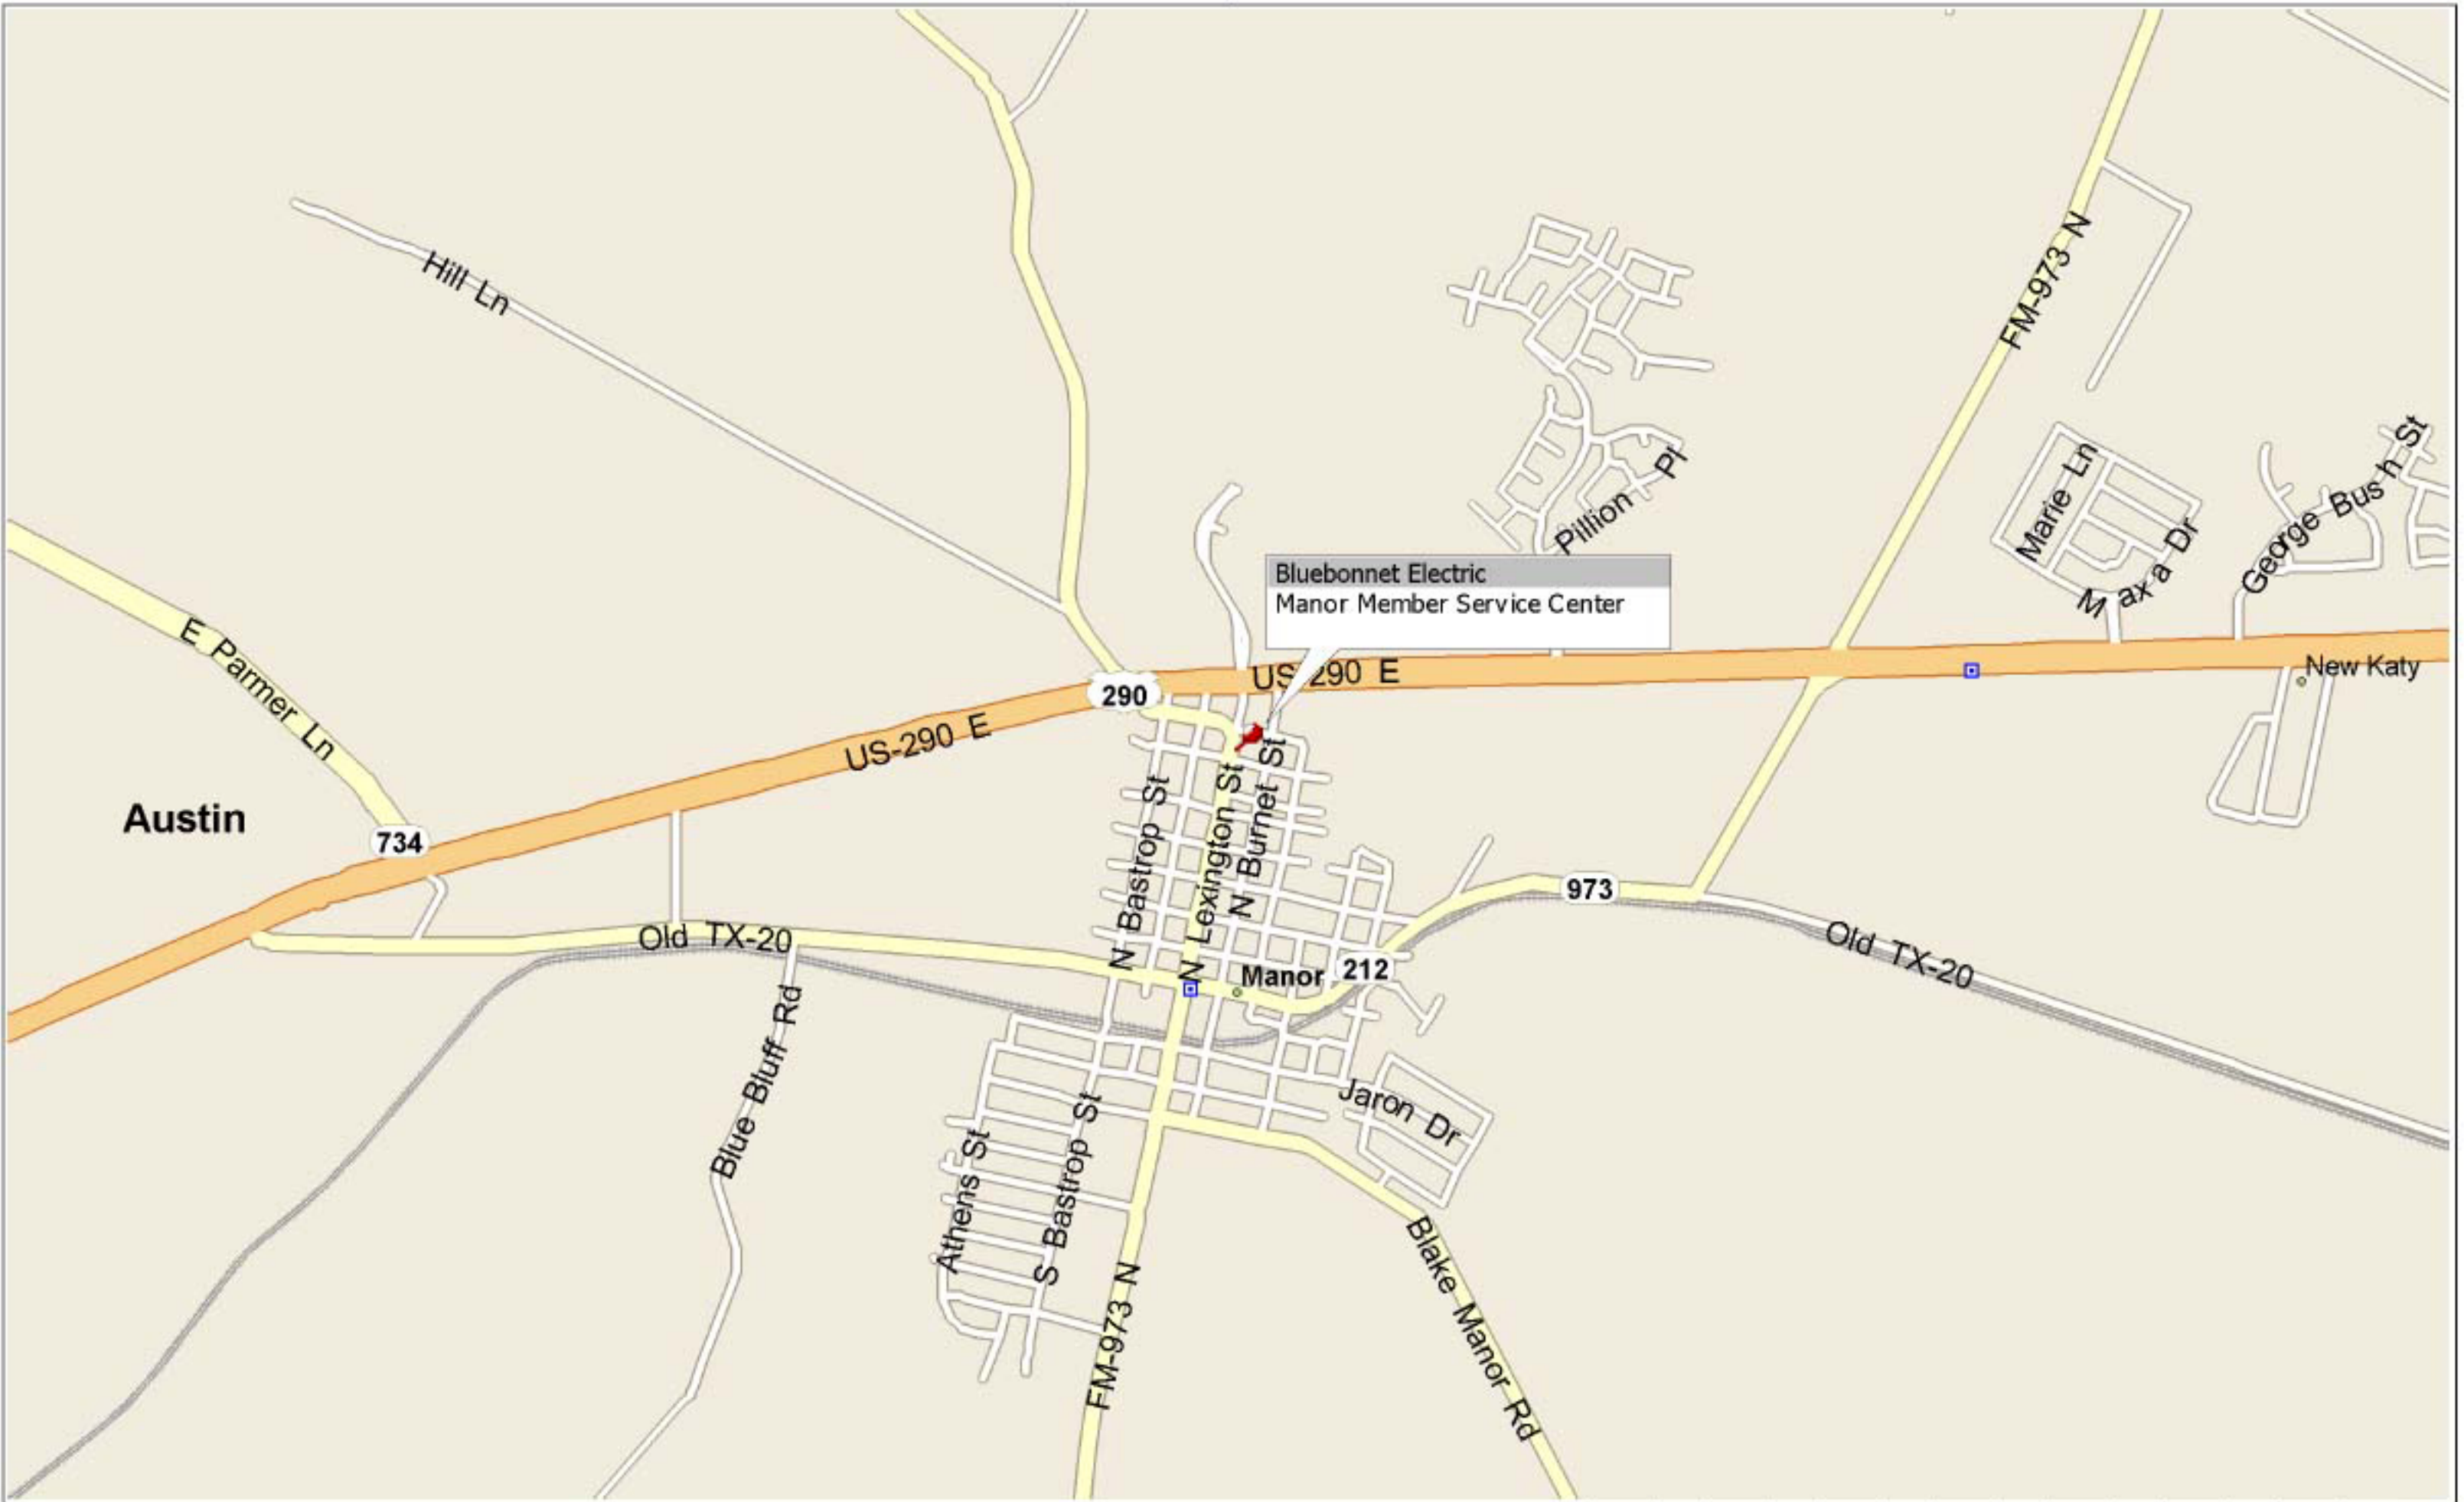 Hill Ln
FM-973 N
Marie Ln
Maxa Dr
George Bush St
Pillion Pl
Bluebonnet Electric
Manor Member Service Center
E Parmer Ln
US-290 E
New Katy
290
US-290 E
Austin
734
N Bastrop St
N Lexington St
N Burnet St
973
Old TX-20
Old TX-20
Manor
212
Blue Bluff Rd
Jaron Dr
Athens St
S Bastrop St
Blake Manor Rd
FM-973 N